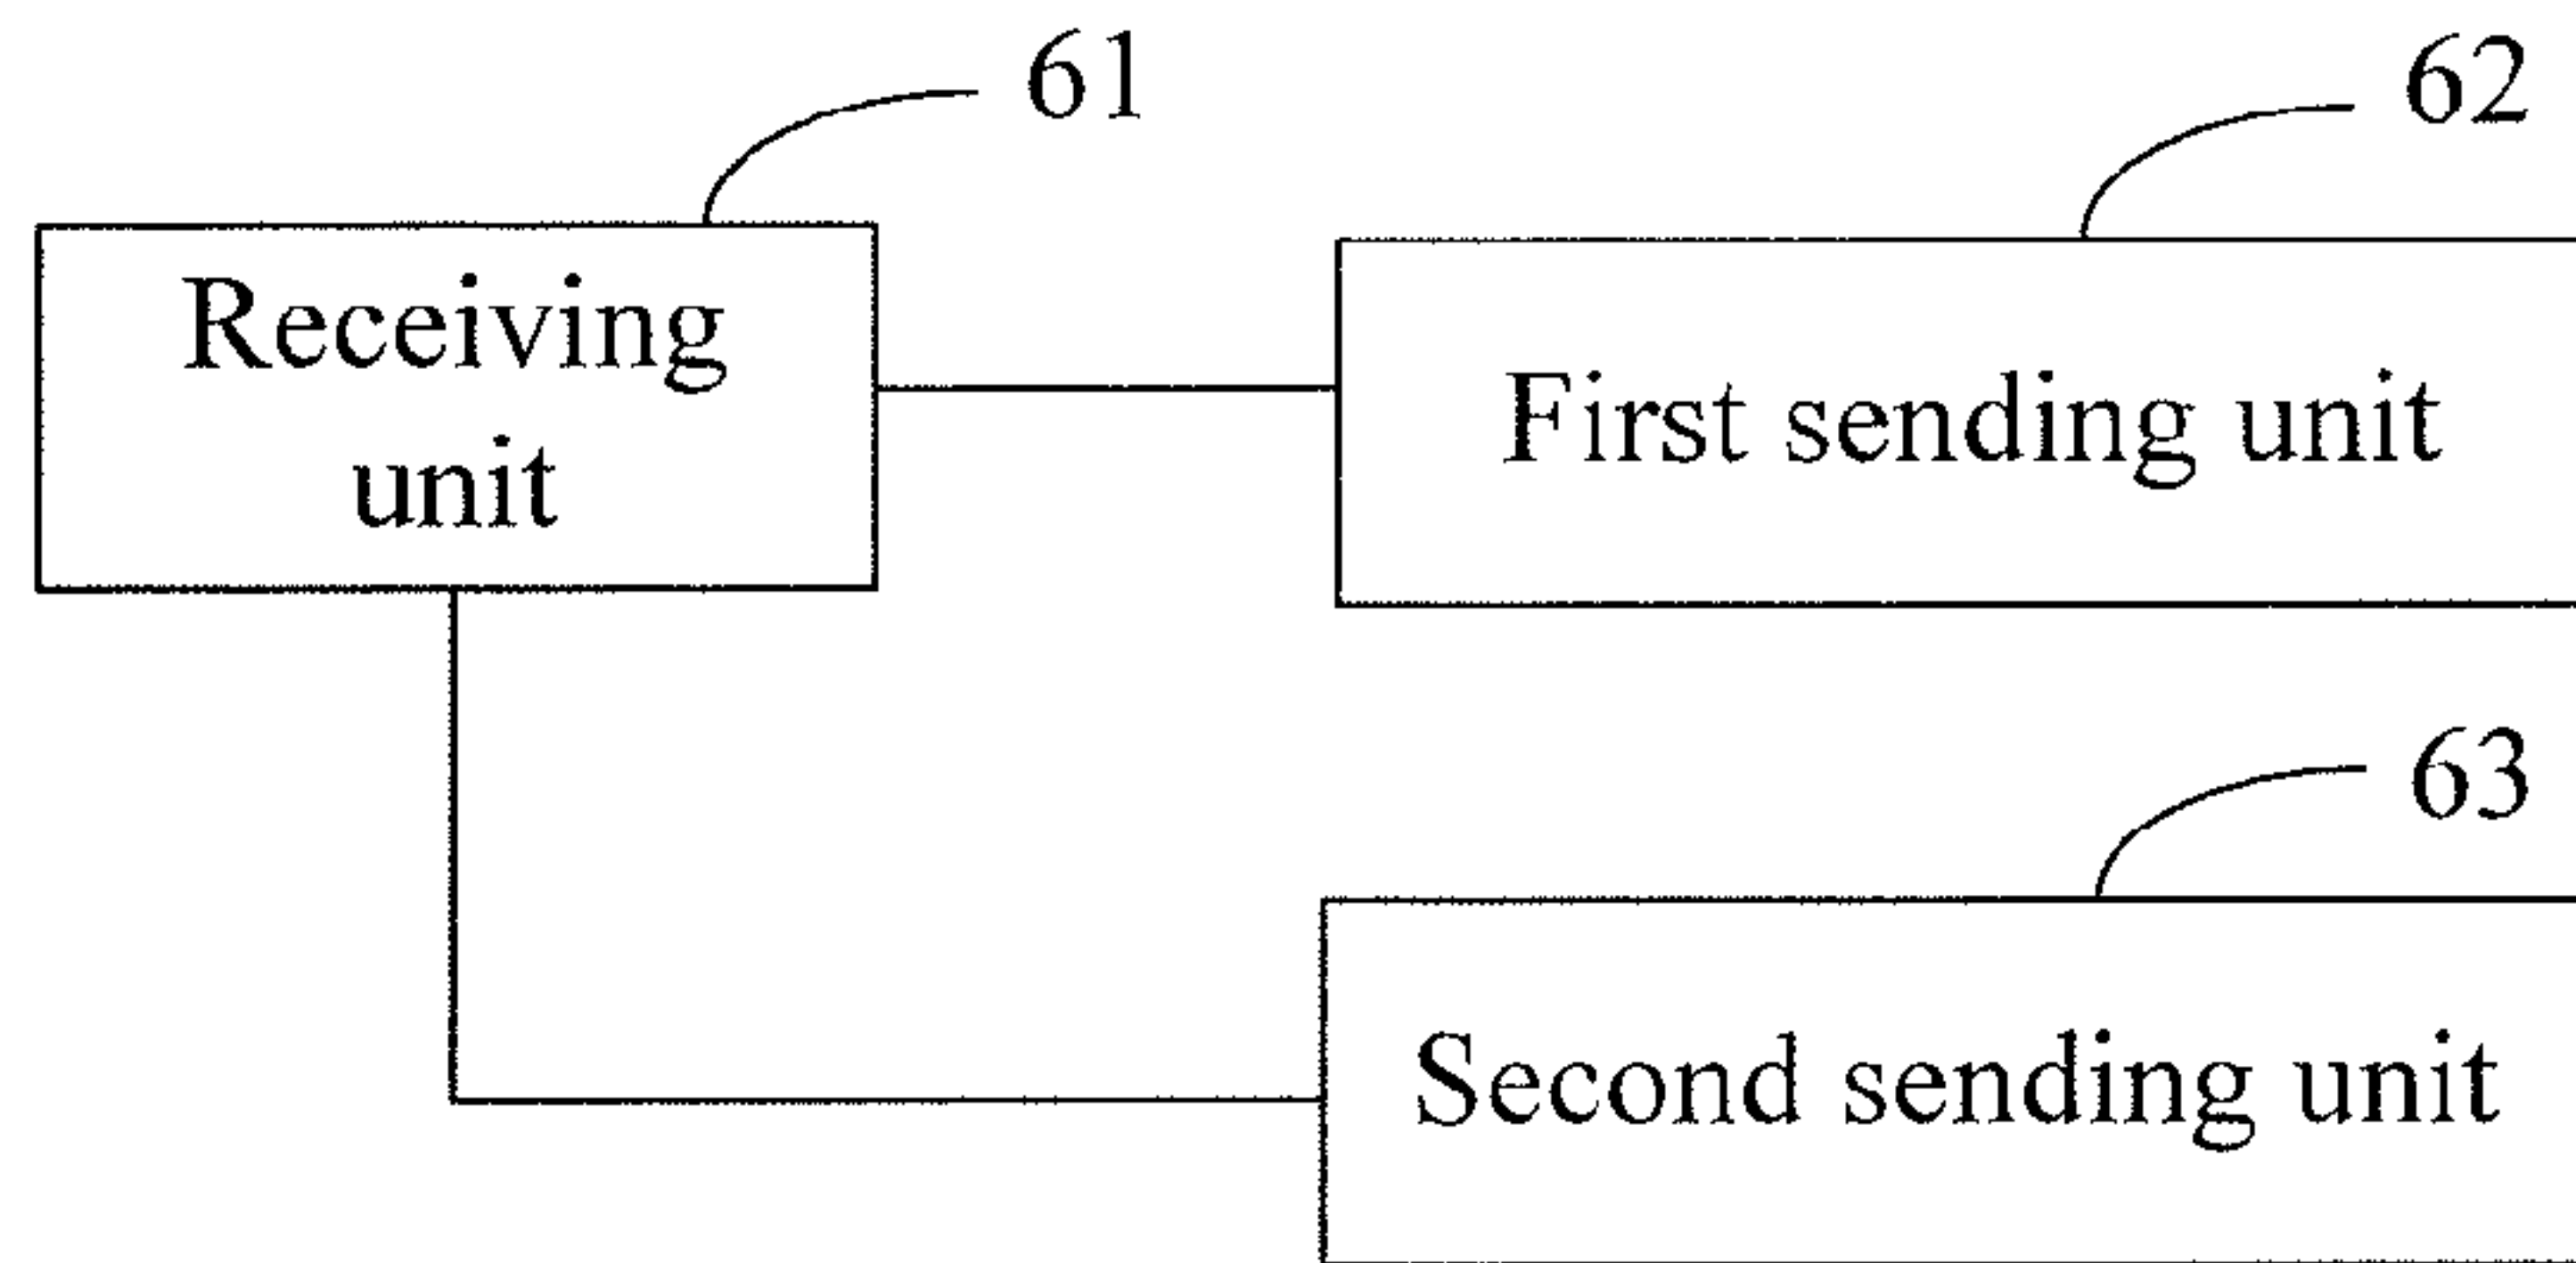 61
62
Receiving
unit
First sending unit
63
Second sending unit